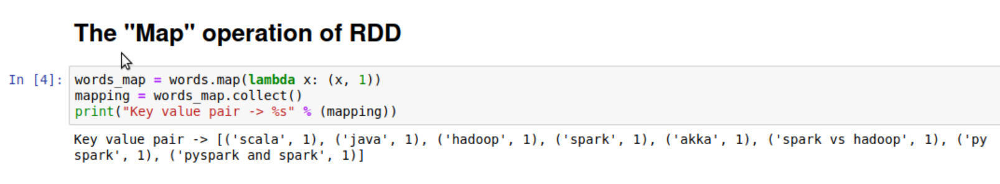 The "Map" operation of RDD
In [4]: words_map = words.map(lambda x: (x, 1))
mapping = words_map.collect()
print("Key value pair -> %s" % (mapping))
Key value pair -> [('scala', 1), ('java', 1), ('hadoop', 1), ('spark', 1), ('akka', 1), ('spark vs hadoop', 1), ('py
spark', 1), ('pyspark and spark', 1)]